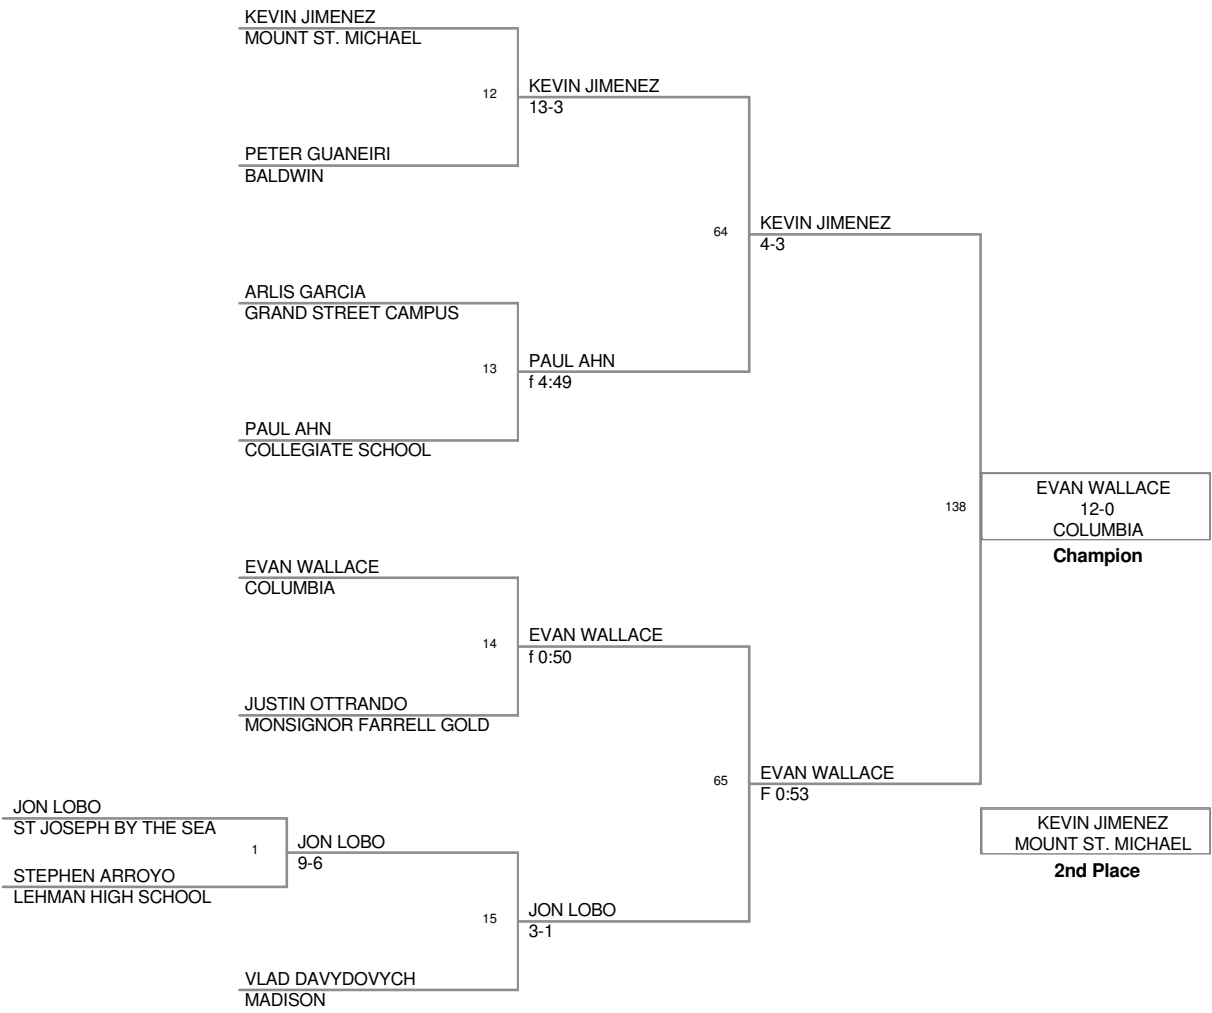 KEVIN JIMENEZ
MOUNT ST. MICHAEL
12
KEVIN JIMENEZ
13-3
PETER GUANEIRI
BALDWIN
64
KEVIN JIMENEZ
4-3
ARLIS GARCIA
GRAND STREET CAMPUS
13
PAUL AHN
f 4:49
PAUL AHN
COLLEGIATE SCHOOL
138
EVAN WALLACE
12-0
COLUMBIA
Champion
EVAN WALLACE
COLUMBIA
14
EVAN WALLACE
f 0:50
JUSTIN OTTRANDO
MONSIGNOR FARRELL GOLD
65
EVAN WALLACE
F 0:53
JON LOBO
ST JOSEPH BY THE SEA
1
JON LOBO
9-6
STEPHEN ARROYO
LEHMAN HIGH SCHOOL
KEVIN JIMENEZ
MOUNT ST. MICHAEL
2nd Place
15
JON LOBO
3-1
VLAD DAVYDOVYCH
MADISON